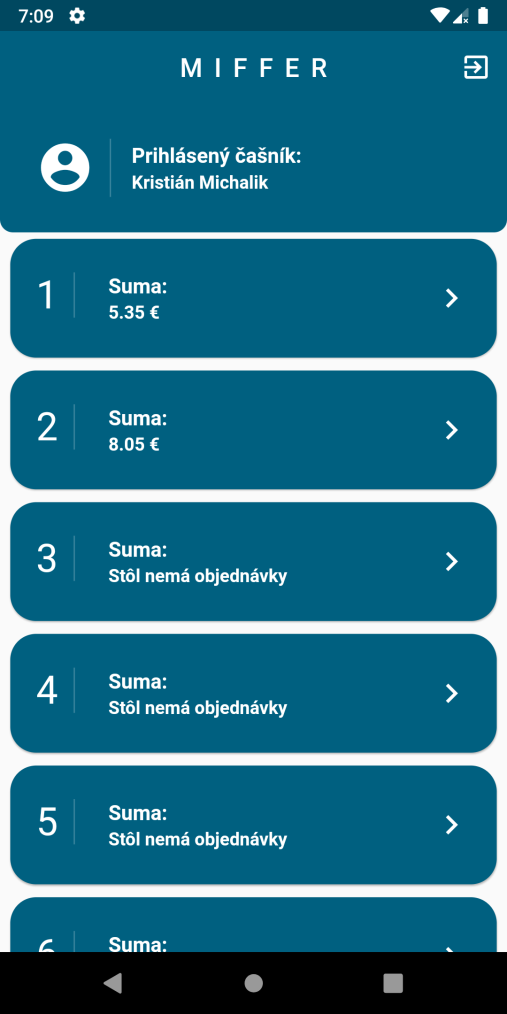 7:09
MIFFER
Prihlásený čašník:
Kristián Michalik
1
Suma:
5.35 €
2
Suma:
8.05 €
3
Suma:
Stôl nemá objednávky
4
Suma:
Stôl nemá objednávky
5
Suma:
Stôl nemá objednávky
6
Suma: